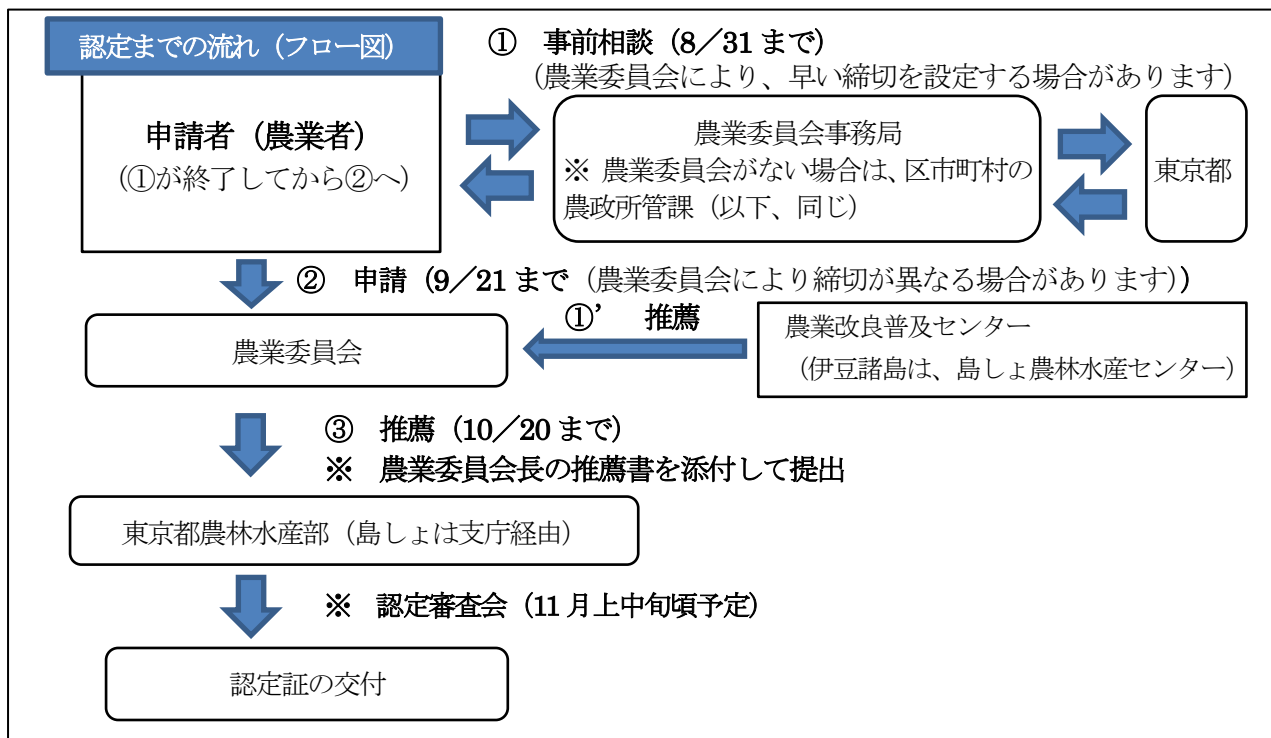 認定までの流れ（フロー図）
① 事前相談（8／31 まで）
（農業委員会により、早い締切を設定する場合があります）
申請者（農業者）
（①が終了してから②へ）
農業委員会事務局
※ 農業委員会がない場合は、区市町村の
農政所管課（以下、同じ）
東京都
② 申請（9／21 まで（農業委員会により締切が異なる場合があります））
①’ 推薦
農業改良普及センター
（伊豆諸島は、島しょ農林水産センター）
農業委員会
③ 推薦（10／20 まで）
※ 農業委員会長の推薦書を添付して提出
東京都農林水産部（島しょは支庁経由）
※ 認定審査会（11 月上中旬頃予定）
認定証の交付